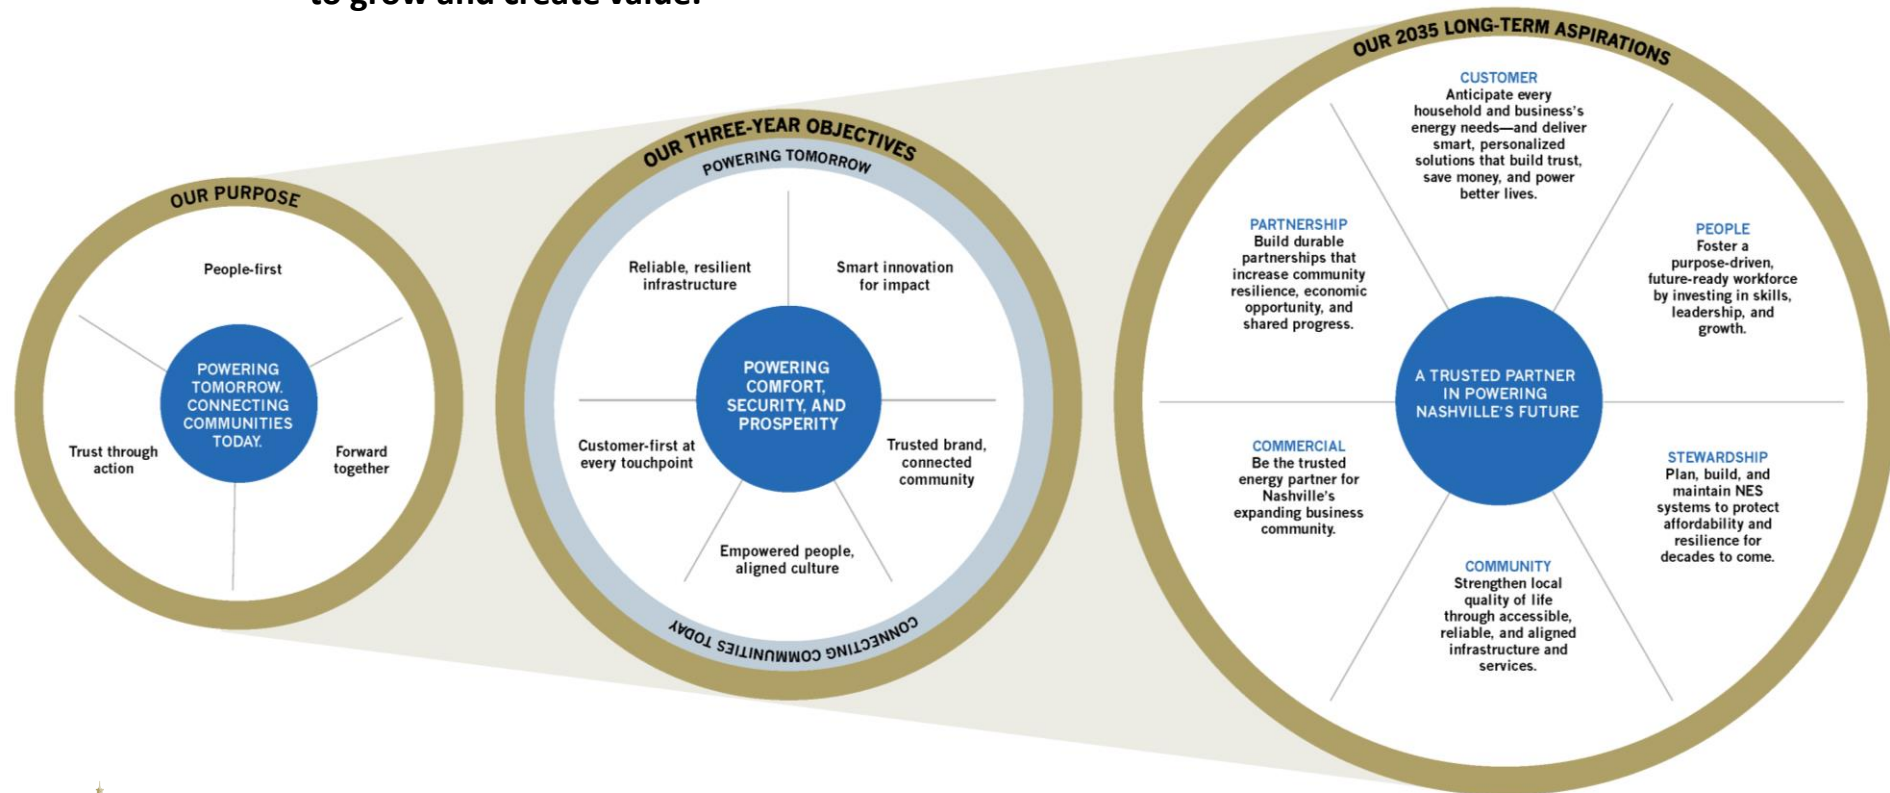 to grow and create value.
OUR PURPOSE
People-first
POWERING
TOMORROW.
CONNECTING
COMMUNITIES
TODAY.
Trust through
action
Forward
together
OUR THREE-YEAR OBJECTIVES
POWERING TOMORROW
Reliable, resilient
infrastructure
Smart innovation
for impact
POWERING
COMFORT,
SECURITY, AND
PROSPERITY
Customer-first at
every touchpoint
Trusted brand,
connected
community
Empowered people,
aligned culture
CONNECTING COMMUNITIES TODAY
OUR 2035 LONG-TERM ASPIRATIONS
CUSTOMER
Anticipate every
household and business's
energy needs—and deliver
smart, personalized
solutions that build trust,
save money, and power
better lives.
PARTNERSHIP
Build durable
partnerships that
increase community
resilience, economic
opportunity, and
shared progress.
PEOPLE
Foster a
purpose-driven,
future-ready workforce
by investing in skills,
leadership, and
growth.
A TRUSTED PARTNER
IN POWERING
NASHVILLE'S FUTURE
COMMERCIAL
Be the trusted
energy partner for
Nashville's
expanding business
community.
STEWARDSHIP
Plan, build, and
maintain NES
systems to protect
affordability and
resilience for
decades to come.
COMMUNITY
Strengthen local
quality of life
through accessible,
reliable, and aligned
infrastructure and
services.